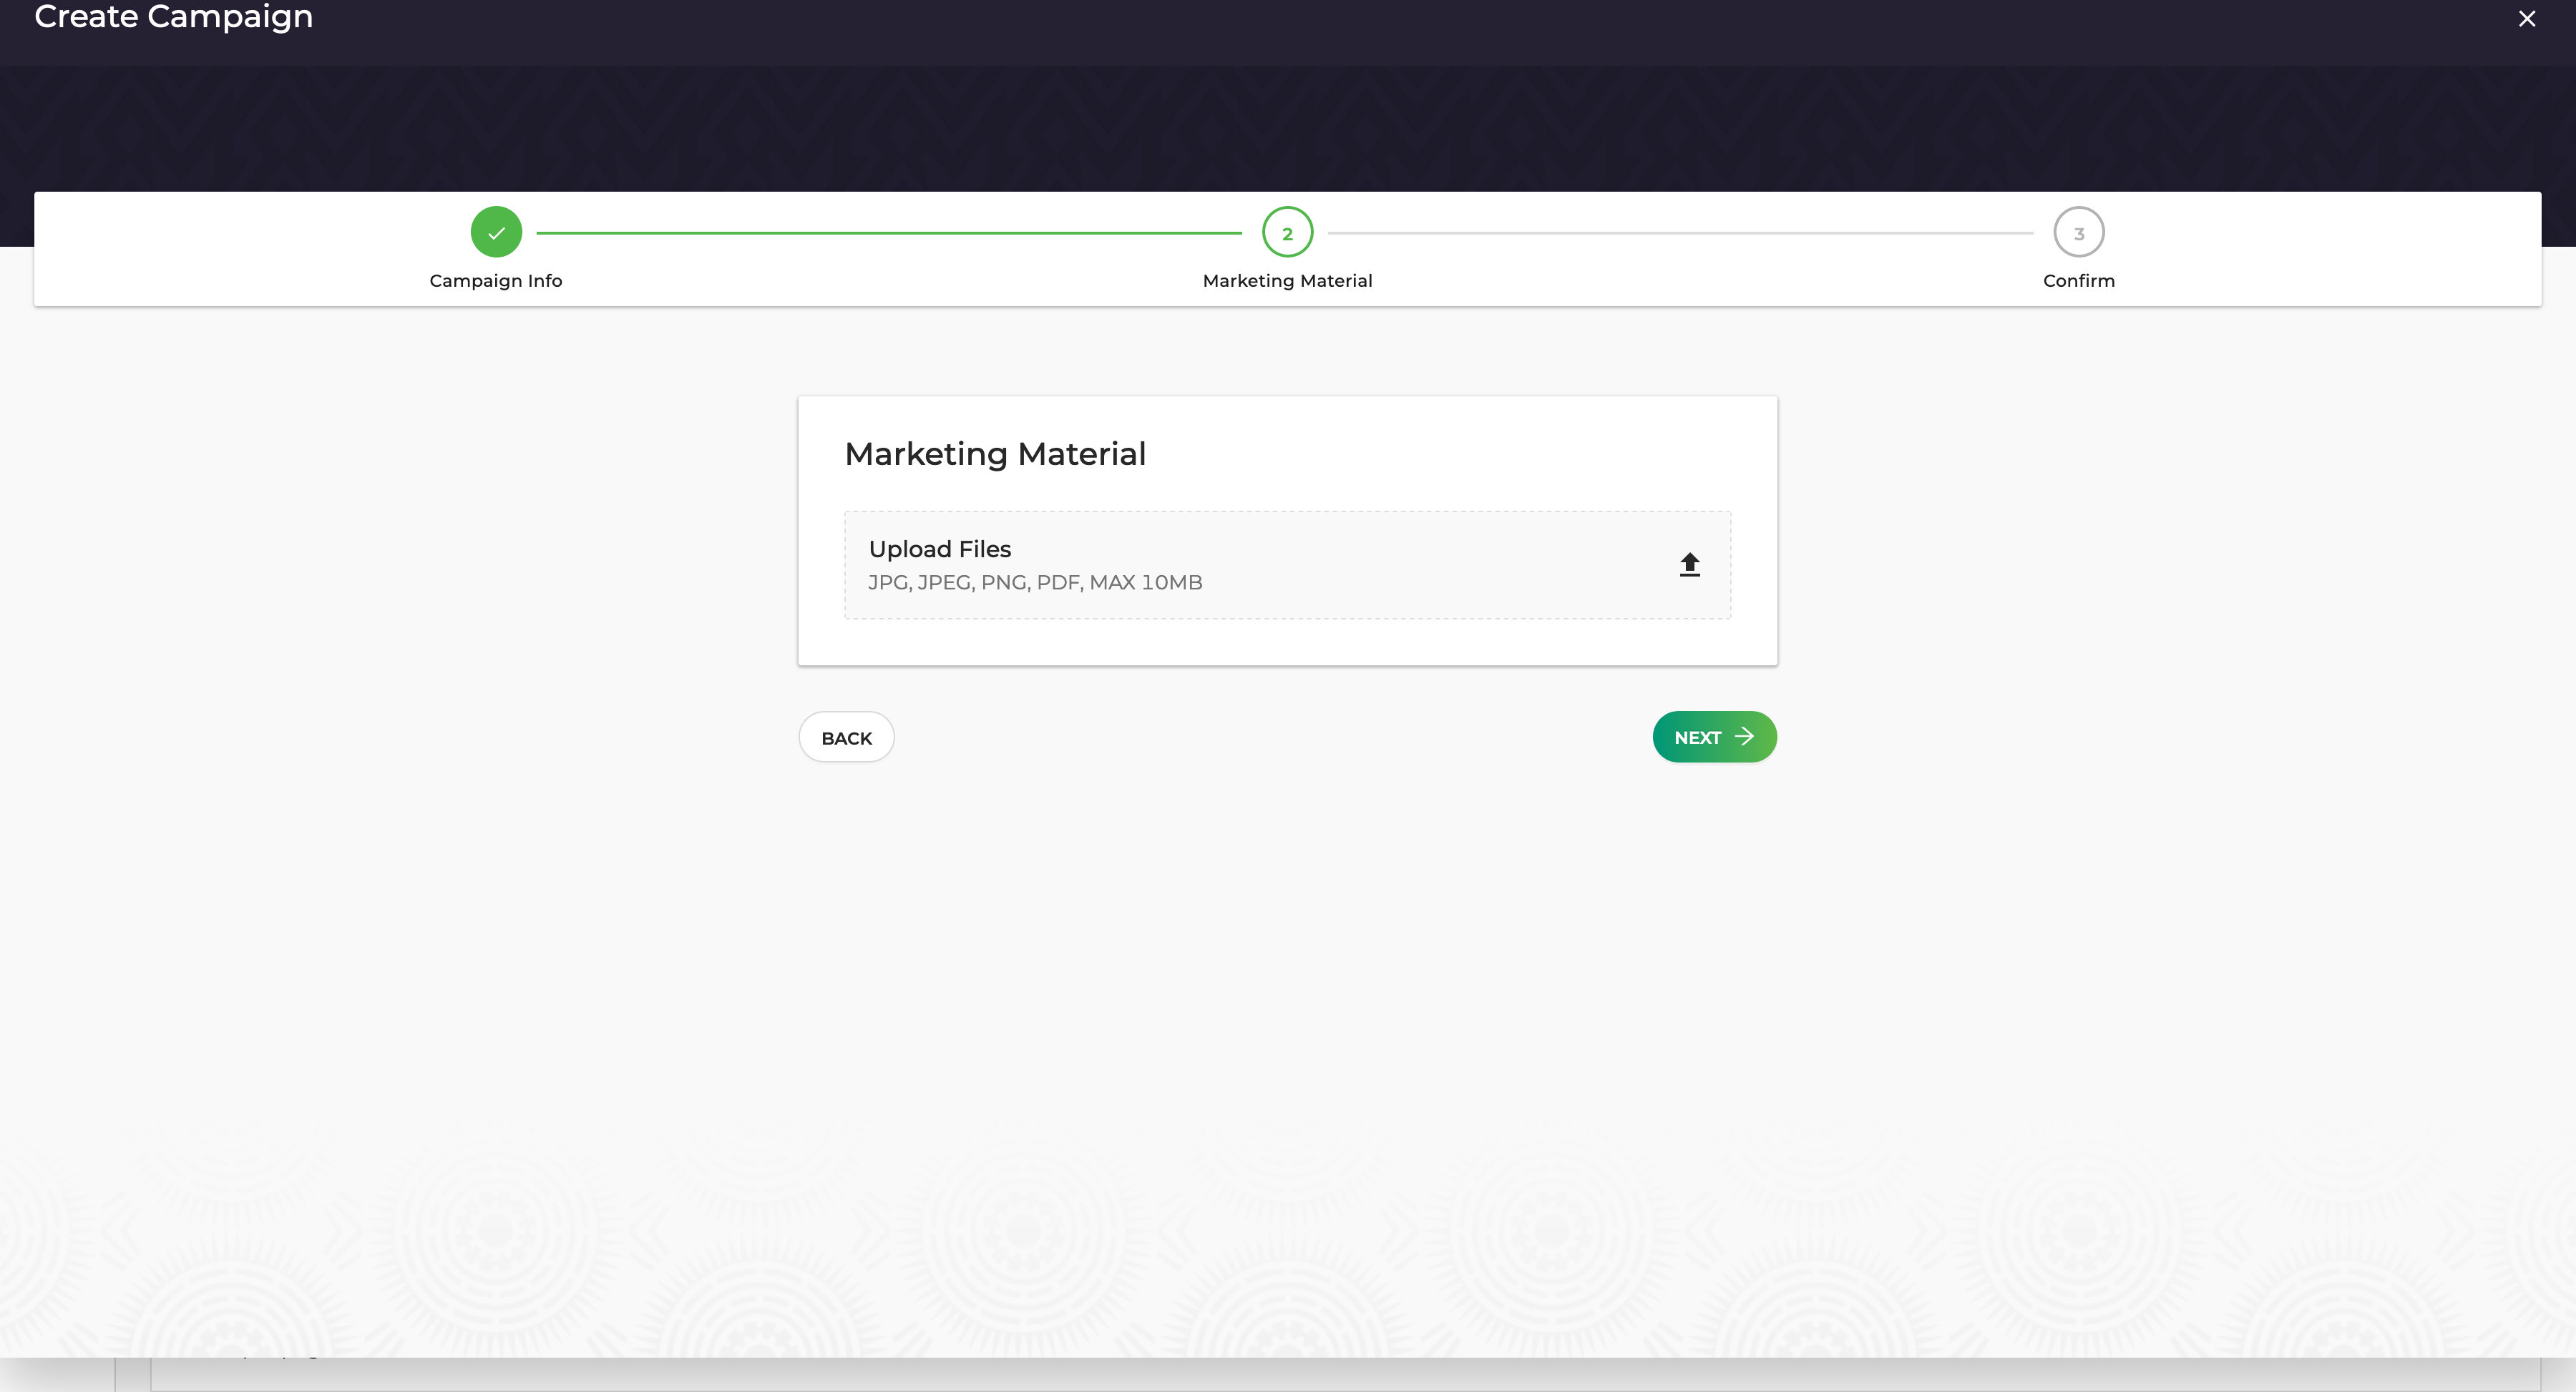 Create Campaign
2
3
Campaign Info
Marketing Material
Confirm
Marketing Material
Upload Files
JPG, JPEG, PNG, PDF, MAX 10MB
BACK
NEXT